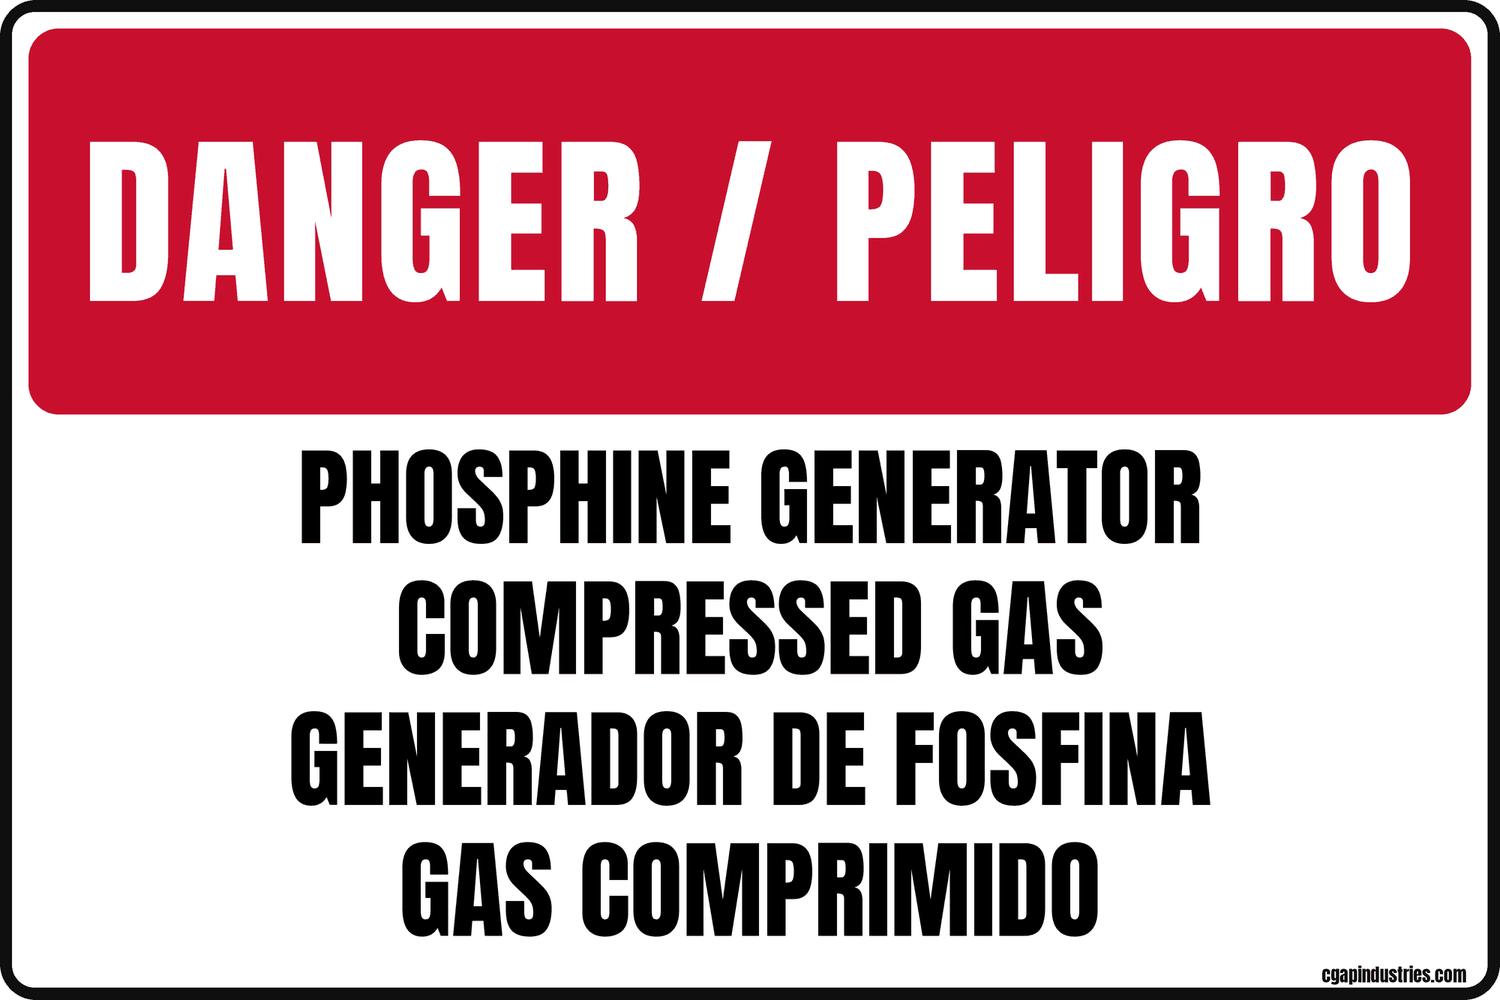 DANGER / PELIGRO
PHOSPHINE GENERATOR
COMPRESSED GAS
GENERADOR DE FOSFINA
GAS COMPRIMIDO
cgapindustries.com